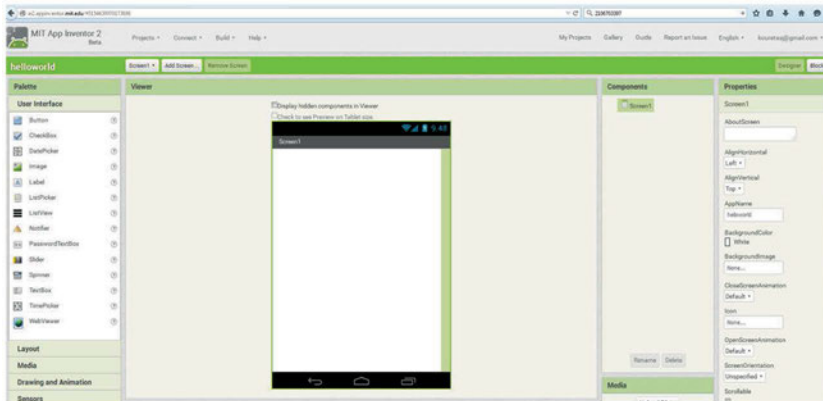 MIT App Inventor 2
Beta
Projects
Connect
Build
Help
My Projects
Gallery
Guide
Report an Issue
English
helloworld
Screen1
Add Screen...
Remove Screen
Designer
Block
Palette
Viewer
Components
Properties
User Interface
Button
CheckBox
DatePicker
Image
Label
ListPicker
ListView
Notifier
PasswordTextBox
Slider
Spinner
TextBox
TimePicker
WebViewer
Layout
Media
Drawing and Animation
Sensors
Display hidden components in Viewer
Check to see Preview on Tablet size.
5:48
Screen1
Screen1
Rename
Delete
Media
Screen1
AboutScreen
AlignHorizontal
Left
AlignVertical
Top
AppName
helloworld
BackgroundColor
White
BackgroundImage
None...
CloseScreenAnimation
Default
Icon
None...
OpenScreenAnimation
Default
ScreenOrientation
Unspecified
Scrollable